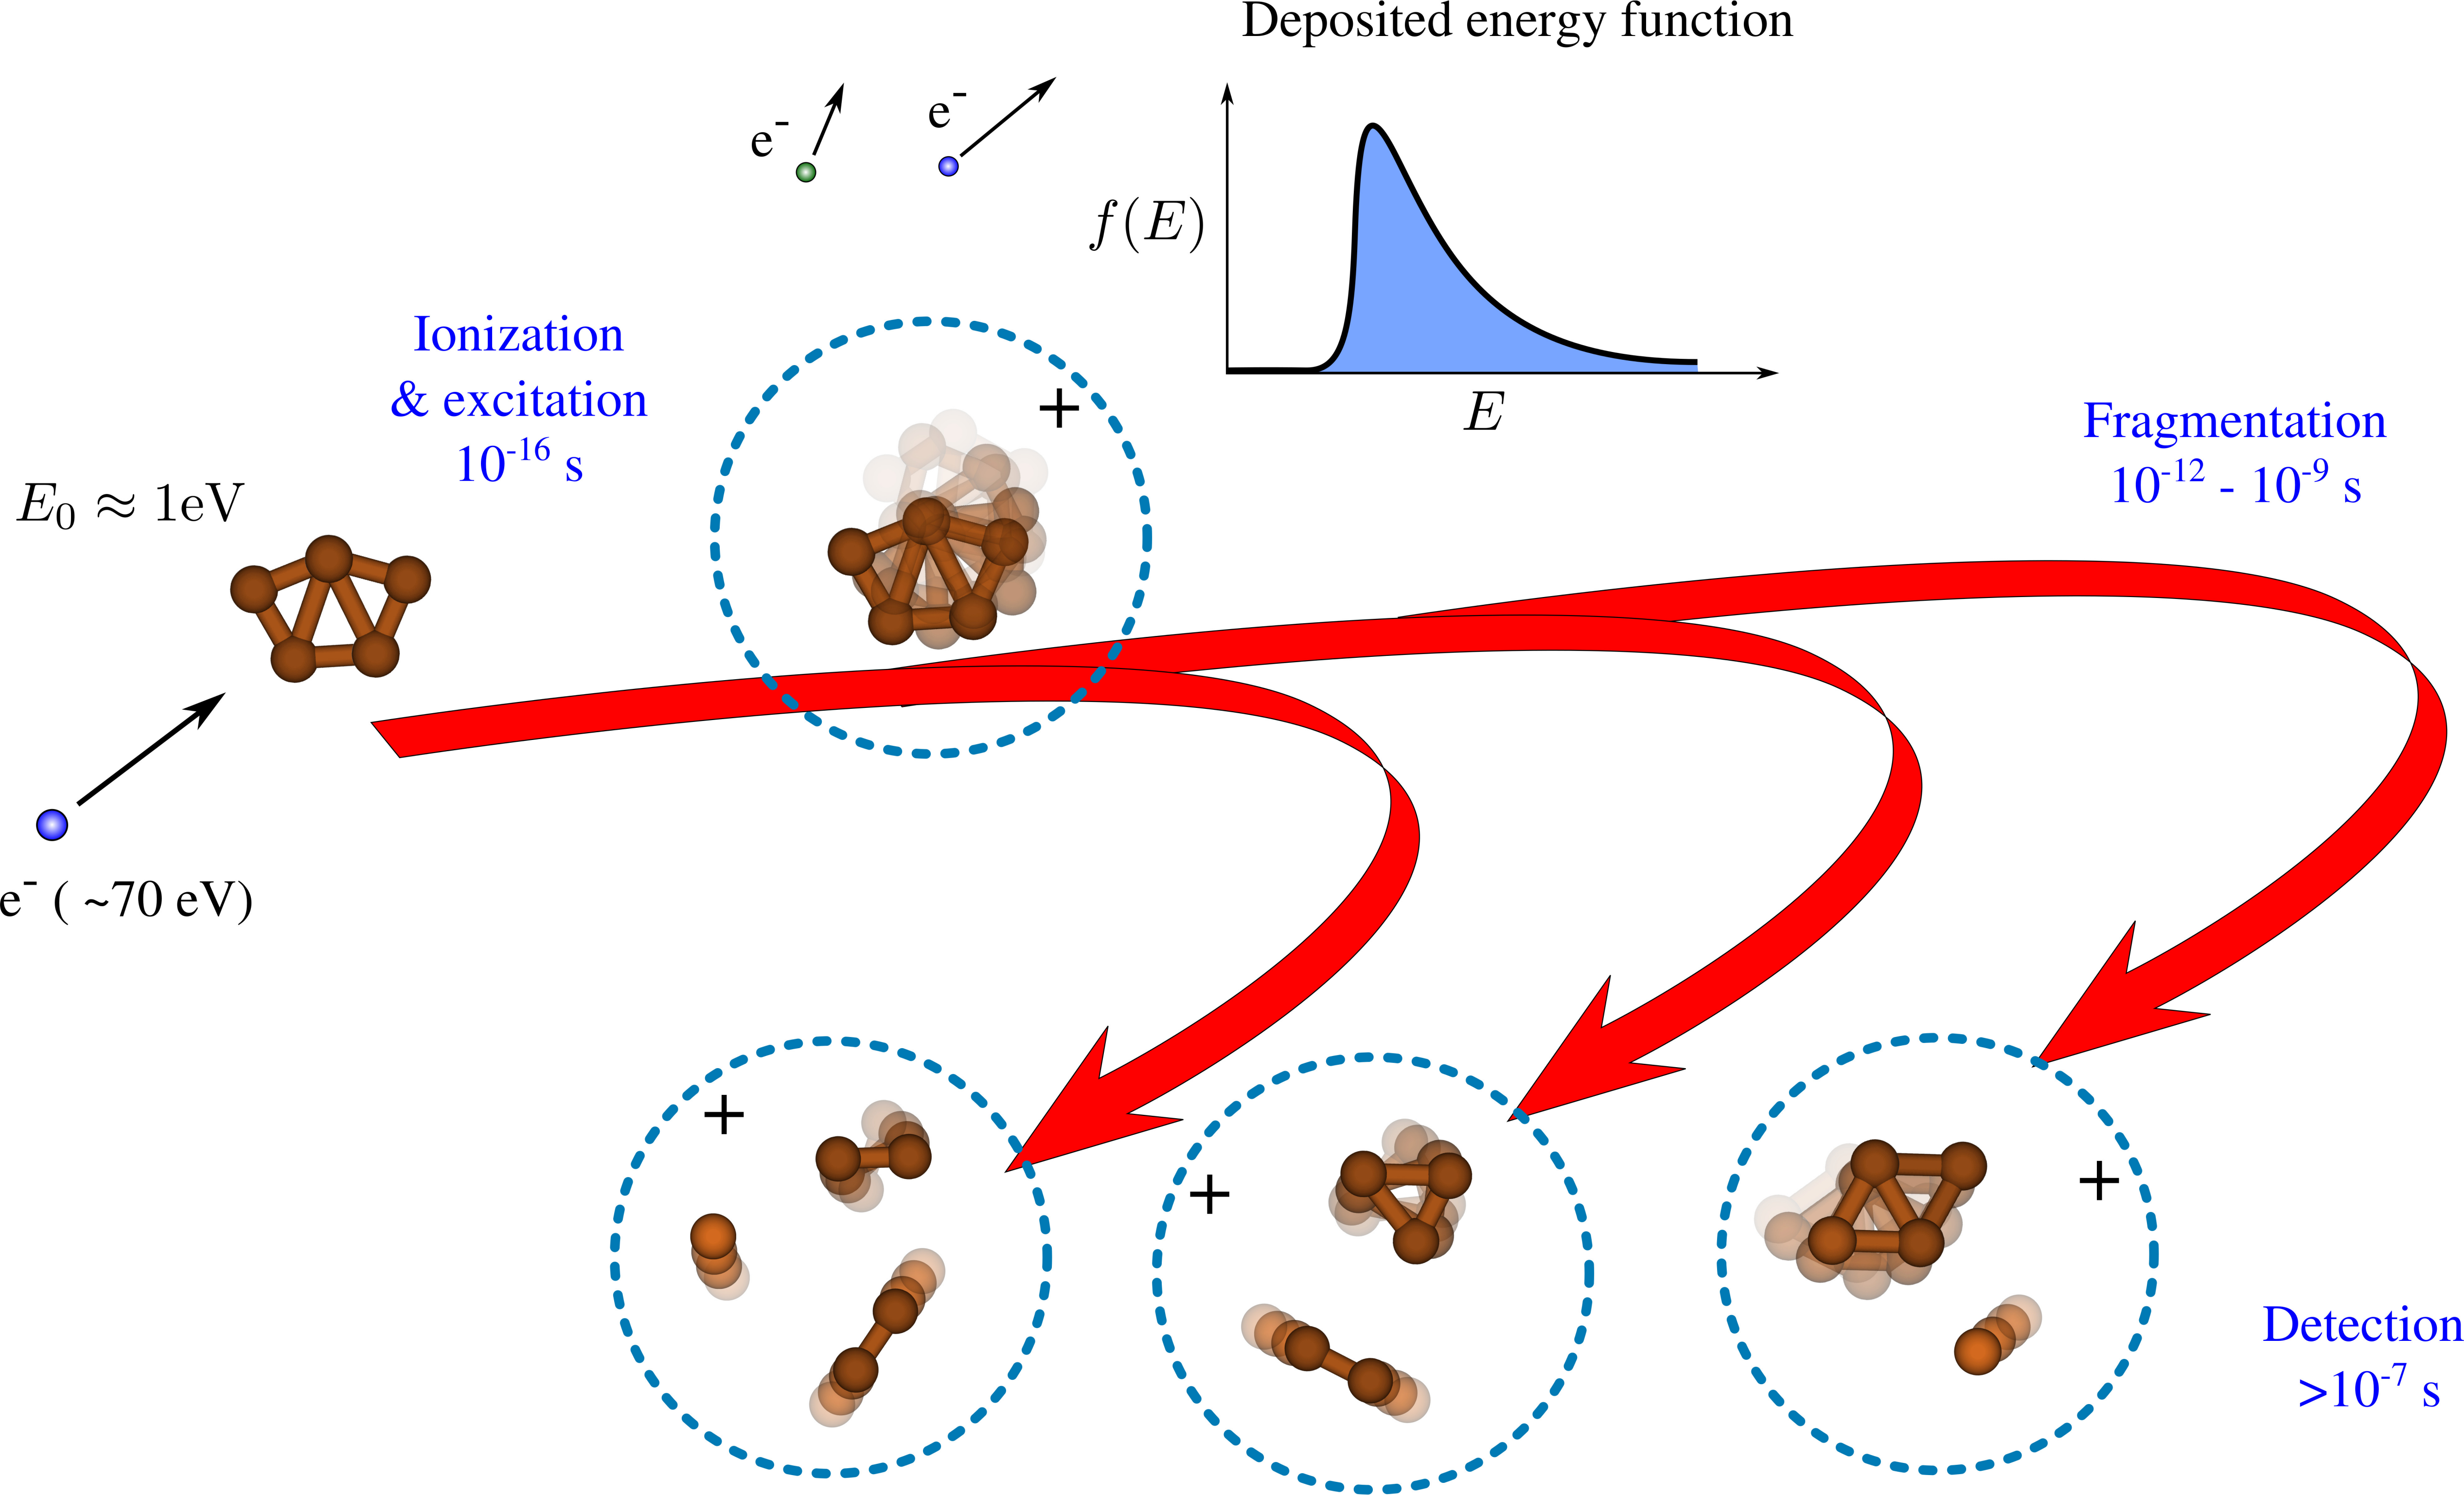 Deposited energy function
e⁻
e⁻
f(E)
E
Ionization
& excitation
10⁻¹⁶ s
+
Fragmentation
10⁻¹² - 10⁻⁹ s
E₀ ≈ 1eV
e⁻ ( ~70 eV)
+
+
+
Detection
>10⁻⁷ s